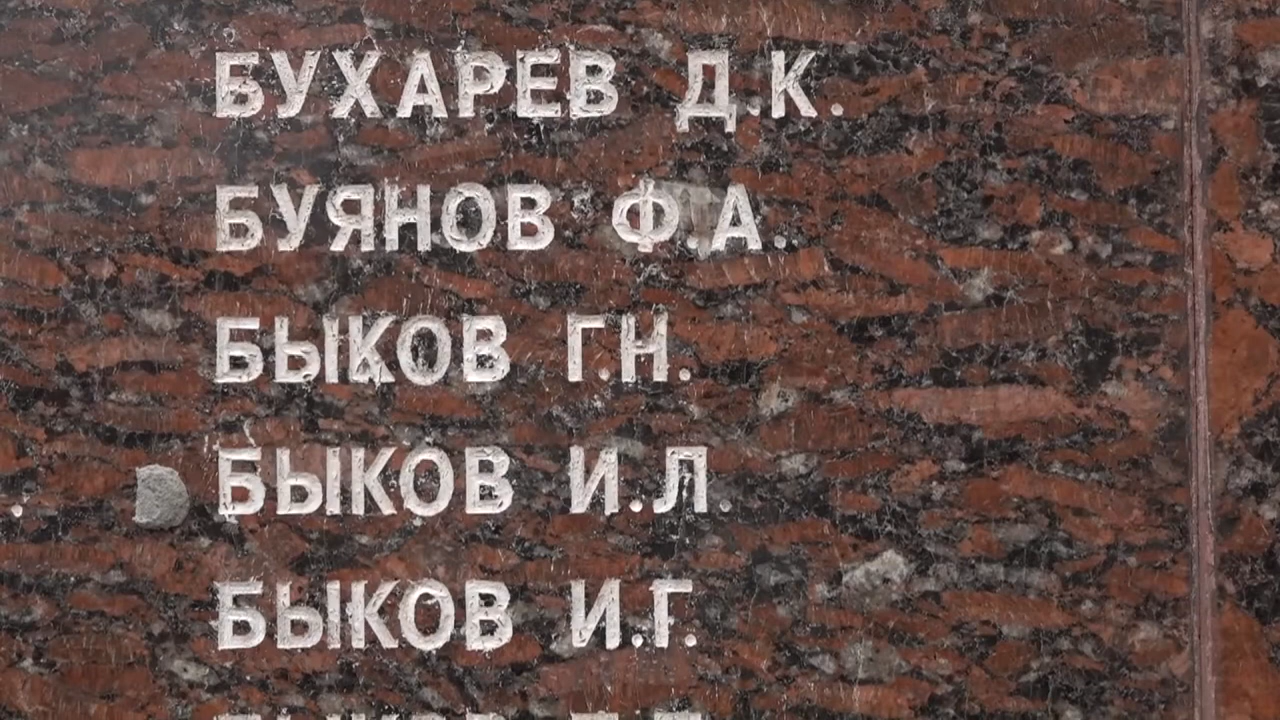 БУХАРЕВ Д.К.
БУЯНОВ Ф.А.
БЫКОВ Г.Н.
БЫКОВ И.Л.
БЫКОВ И.Г.